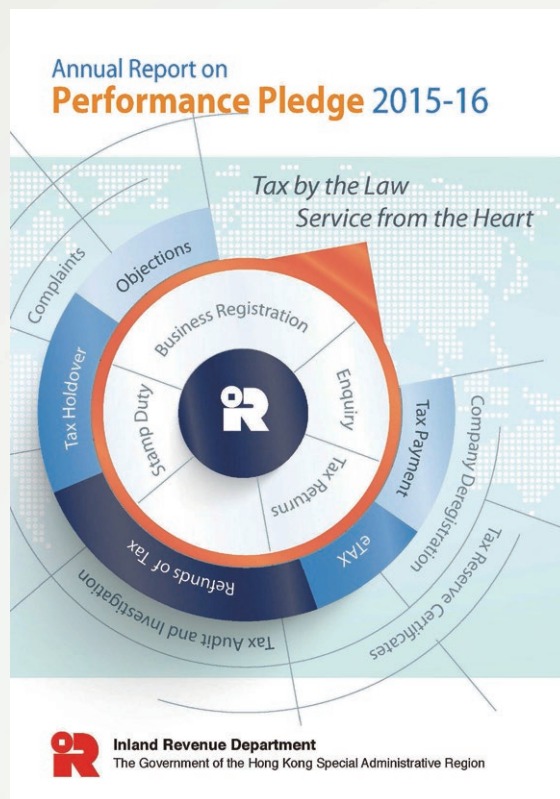 Annual Report on
Performance Pledge 2015-16
Tax by the Law
Service from the Heart
Complaints
Objections
Tax Holdover
Business Registration
Stamp Duty
Enquiry
Tax Returns
Tax Payment
Company Deregistration
eTAX
Refunds of Tax
Tax Reserve Certificates
Tax Audit and Investigation
Inland Revenue Department
The Government of the Hong Kong Special Administrative Region